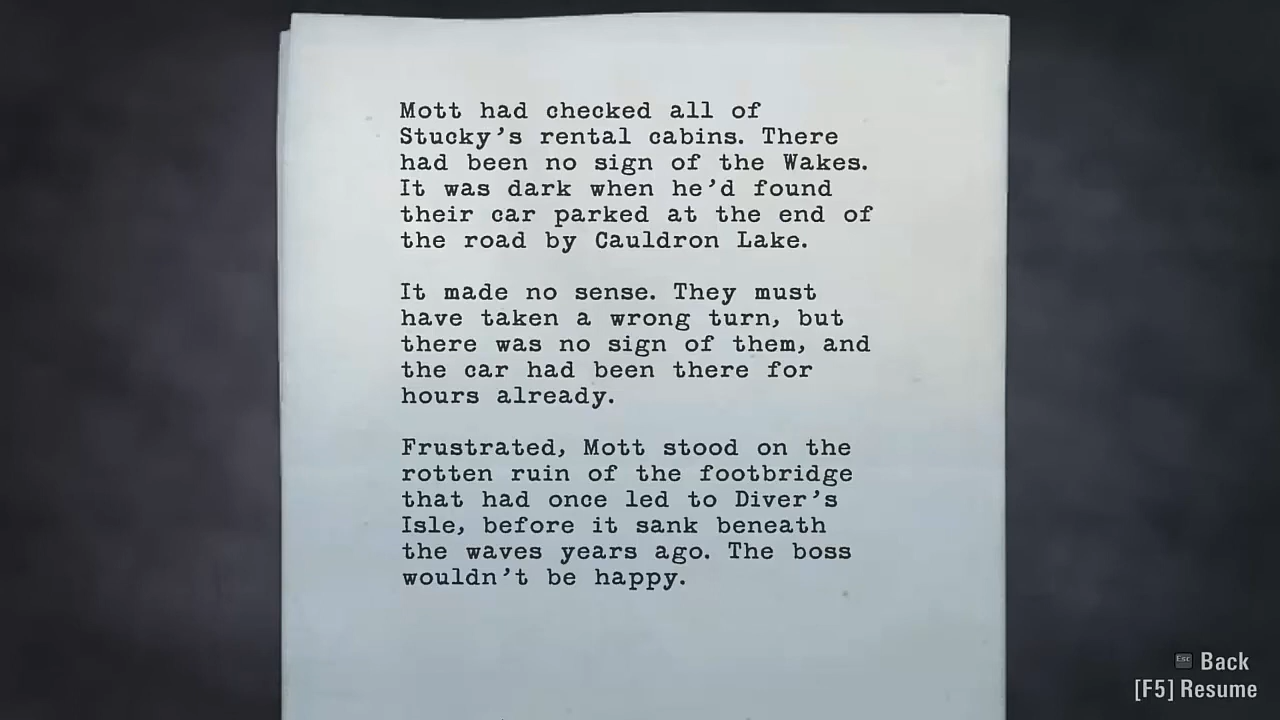 Mott had checked all of
Stucky's rental cabins. There
had been no sign of the Wakes.
It was dark when he'd found
their car parked at the end of
the road by Cauldron Lake.
It made no sense. They must
have taken a wrong turn, but
there was no sign of them, and
the car had been there for
hours already.
Frustrated, Mott stood on the
rotten ruin of the footbridge
that had once led to Diver's
Isle, before it sank beneath
the waves years ago. The boss
wouldn't be happy.
Esc Back
[F5] Resume